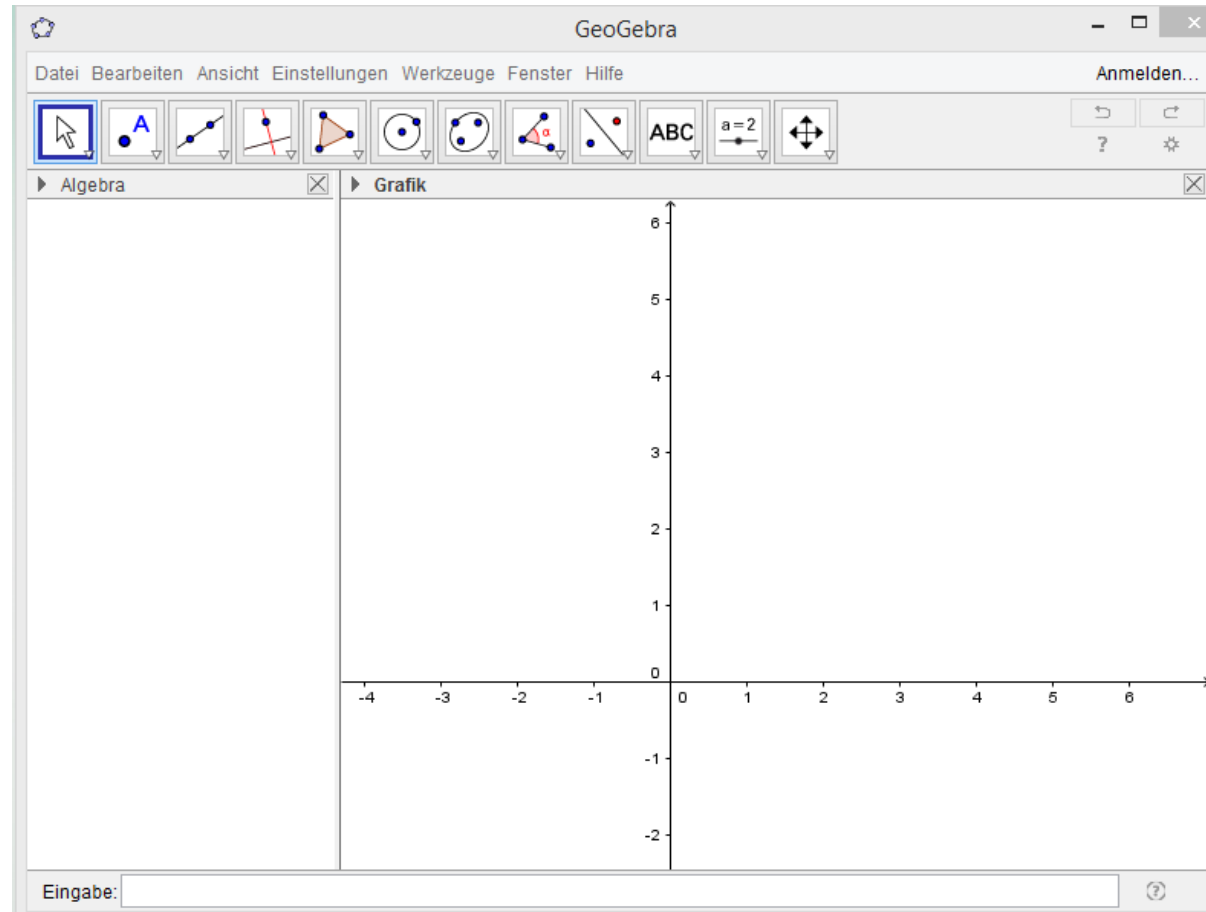 GeoGebra
Datei Bearbeiten Ansicht Einstellungen Werkzeuge Fenster Hilfe Anmelden...
A α ABC a=2 ?
Algebra Grafik
6
5
4
3
2
1
0
-4 -3 -2 -1 0 1 2 3 4 5 6
-1
-2
Eingabe: ?